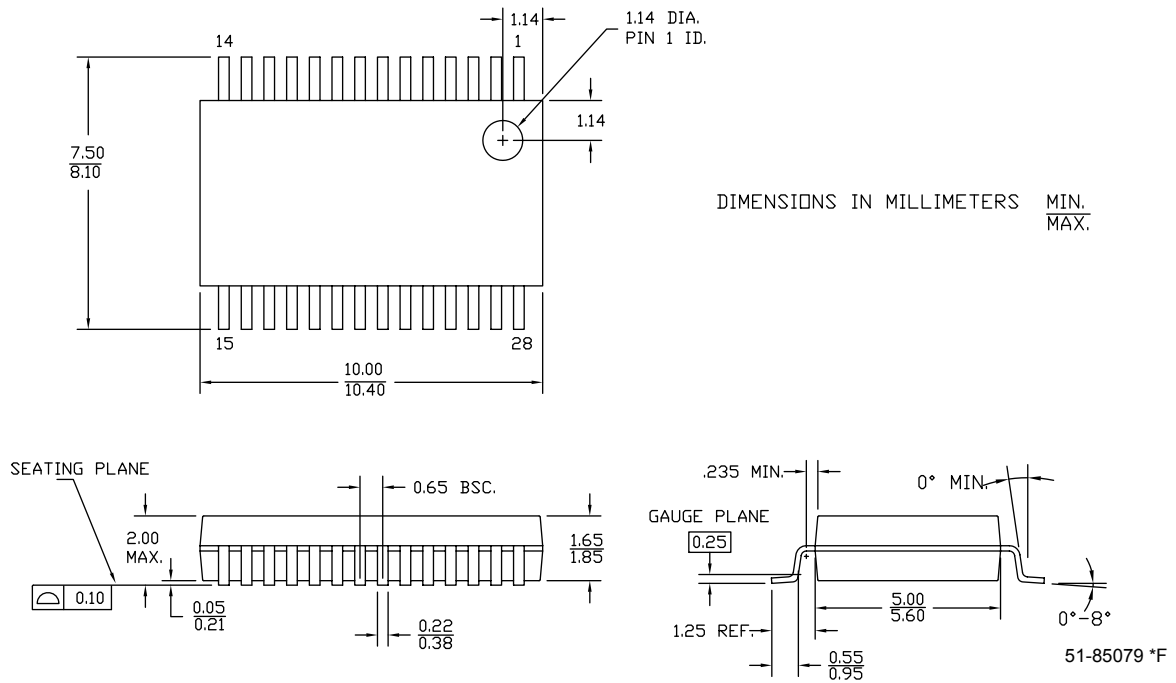 14
1
1.14
1.14 DIA.
PIN 1 ID.
1.14
7.50
8.10
DIMENSIONS IN MILLIMETERS
MIN.
MAX.
15
28
10.00
10.40
SEATING PLANE
0.65 BSC.
2.00
MAX.
1.65
1.85
0.10
0.05
0.21
0.22
0.38
.235 MIN.
0° MIN.
GAUGE PLANE
0.25
5.00
5.60
1.25 REF.
0.55
0.95
0°-8°
51-85079 *F